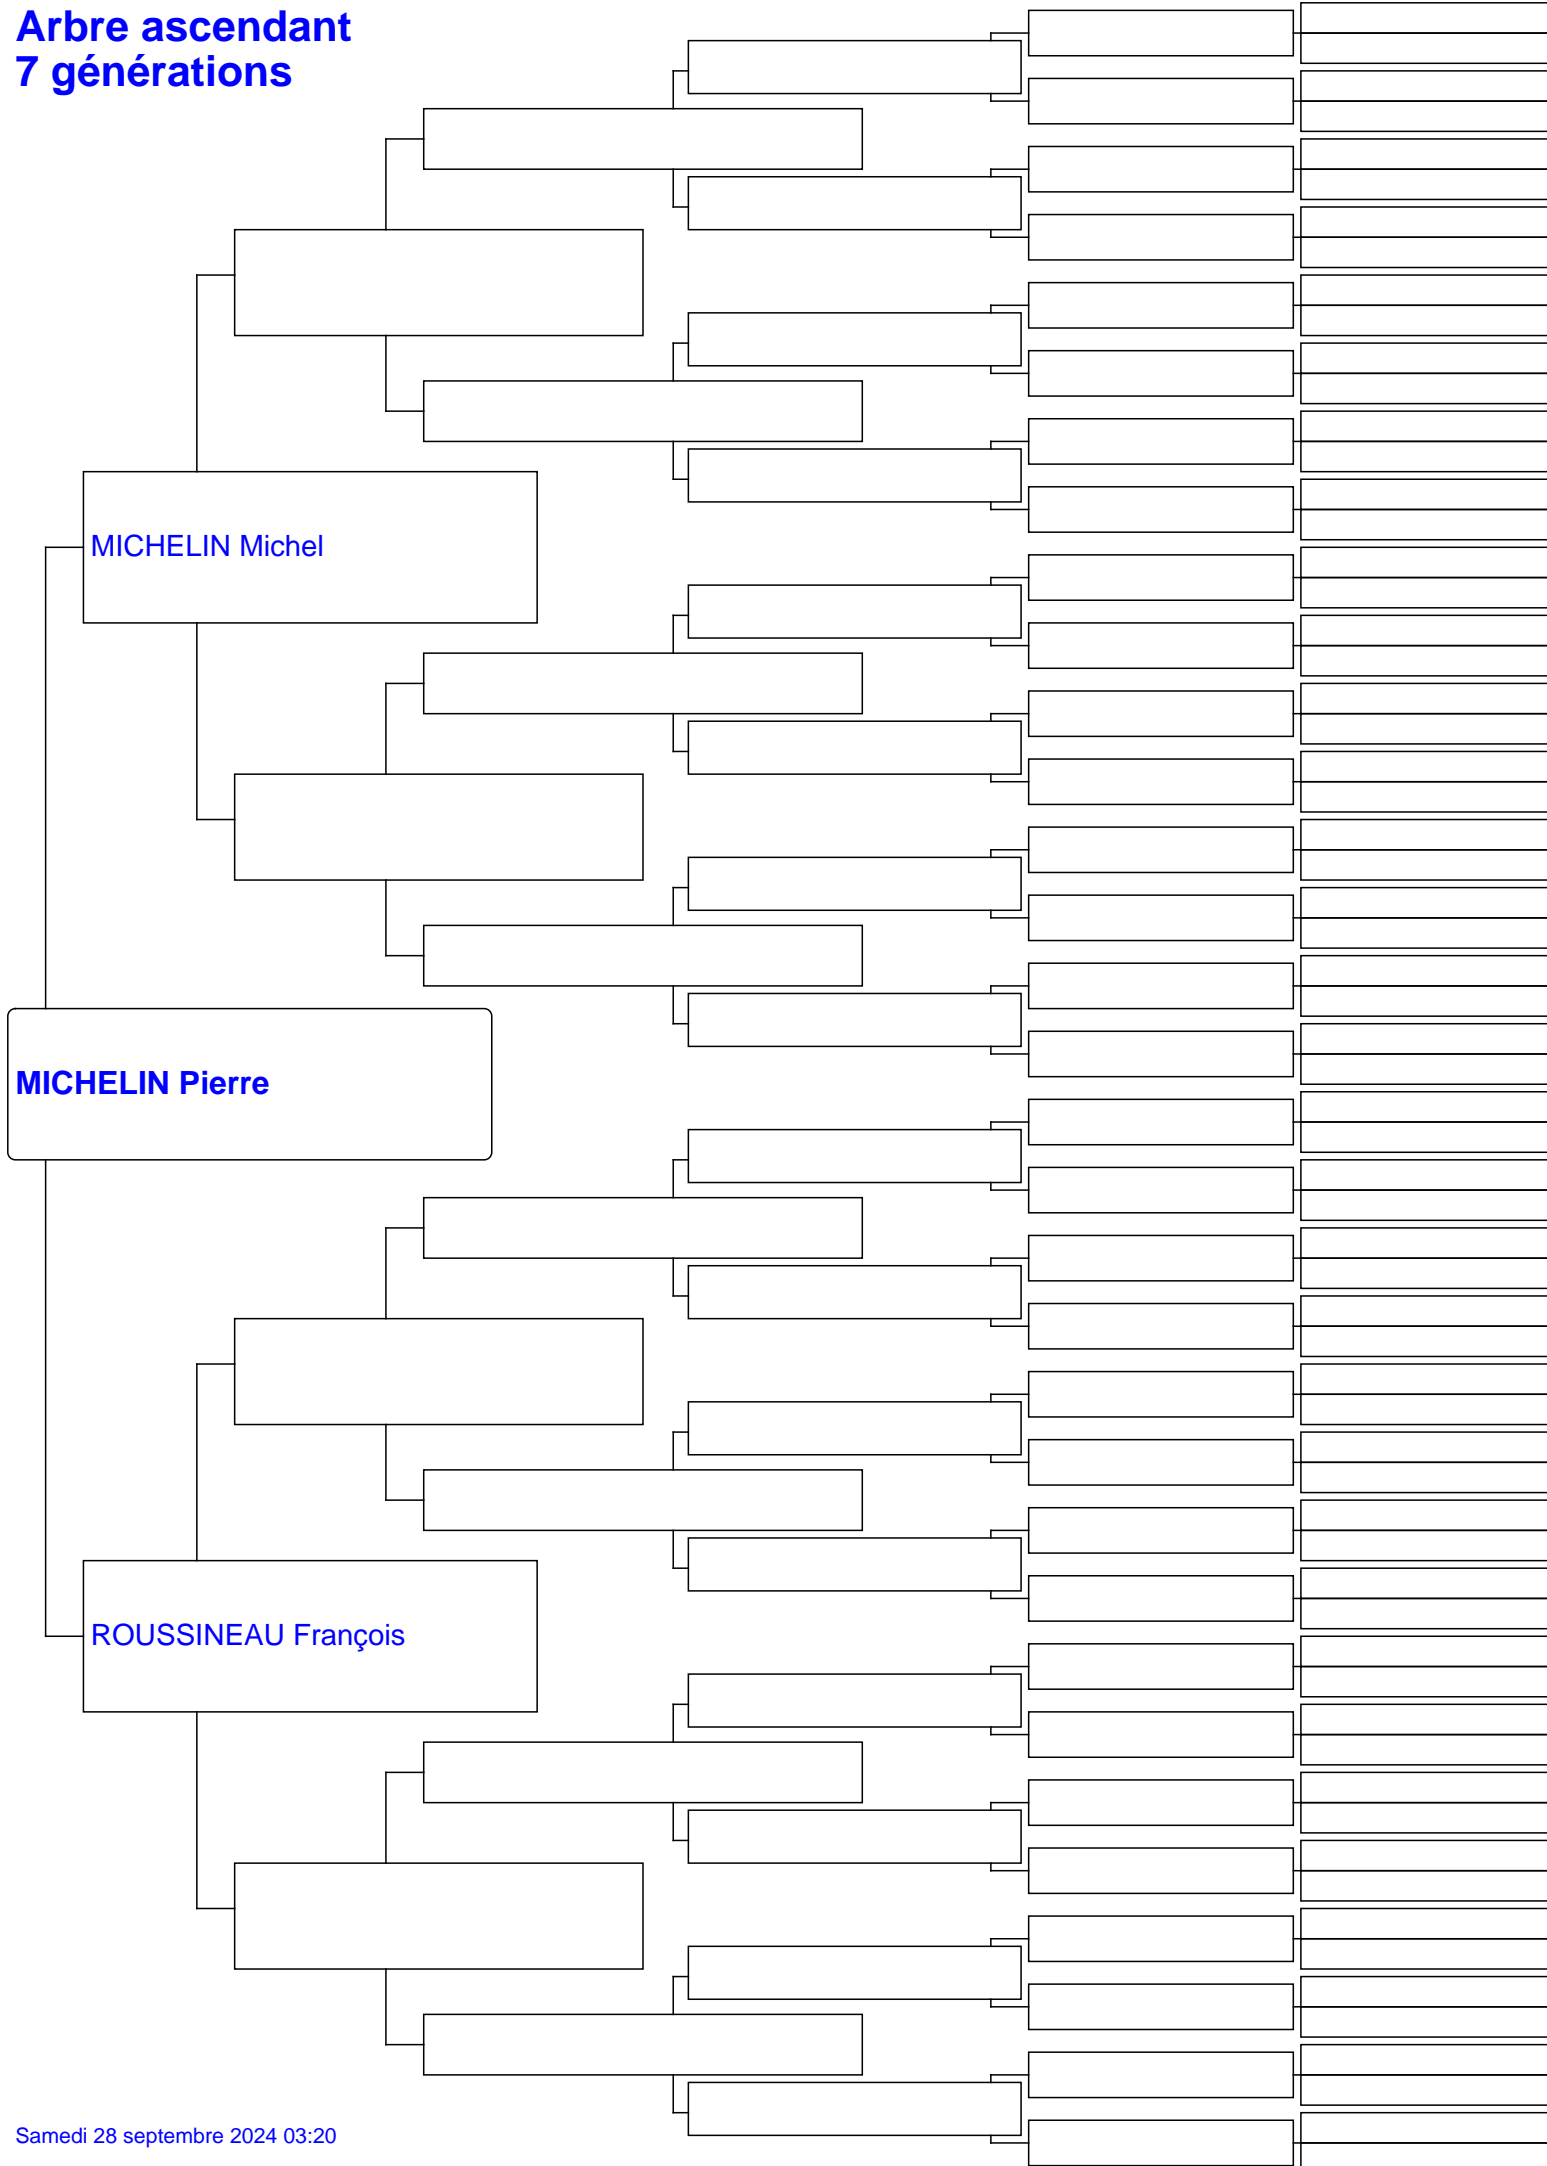 Arbre ascendant
7 générations
MICHELIN Michel
MICHELIN Pierre
ROUSSINEAU François
Samedi 28 septembre 2024 03:20